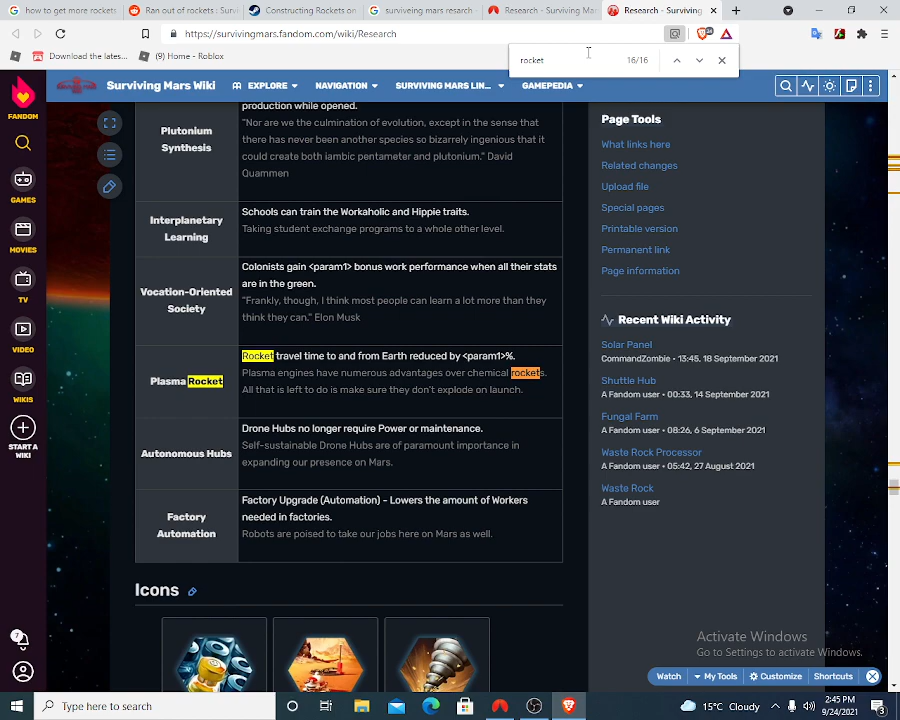 how to get more rockets
Ran out of rockets : Survi
Constructing Rockets on
surviveing mars resarch
Research - Surviving Mar
Research - Surviving
https://survivingmars.fandom.com/wiki/Research
Download the lates...
(9) Home - Roblox
rocket
16/16
FANDOM
GAMES
MOVIES
TV
VIDEO
WIKIS
START A
WIKI
7
Surviving Mars Wiki
EXPLORE
NAVIGATION
SURVIVING MARS LIN...
GAMEPEDIA
Plutonium
Synthesis
production while opened.
"Nor are we the culmination of evolution, except in the sense that
there has never been another species so bizarrely ingenious that it
could create both iambic pentameter and plutonium." David
Quammen
Interplanetary
Learning
Schools can train the Workaholic and Hippie traits.
Taking student exchange programs to a whole other level.
Vocation-Oriented
Society
Colonists gain <param1> bonus work performance when all their stats
are in the green.
"Frankly, though, I think most people can learn a lot more than they
think they can." Elon Musk
Plasma Rocket
Rocket travel time to and from Earth reduced by <param1>%.
Plasma engines have numerous advantages over chemical rockets.
All that is left to do is make sure they don't explode on launch.
Autonomous Hubs
Drone Hubs no longer require Power or maintenance.
Self-sustainable Drone Hubs are of paramount importance in
expanding our presence on Mars.
Factory
Automation
Factory Upgrade (Automation) - Lowers the amount of Workers
needed in factories.
Robots are poised to take our jobs here on Mars as well.
Icons
Page Tools
What links here
Related changes
Upload file
Special pages
Printable version
Permanent link
Page information
Recent Wiki Activity
Solar Panel
CommandZombie • 13:45, 18 September 2021
Shuttle Hub
A Fandom user • 00:33, 14 September 2021
Fungal Farm
A Fandom user • 08:26, 6 September 2021
Waste Rock Processor
A Fandom user • 05:42, 27 August 2021
Waste Rock
A Fandom user
Activate Windows
Go to Settings to activate Windows.
Watch
My Tools
Customize
Shortcuts
Type here to search
15°C Cloudy
2:45 PM
9/24/2021
3